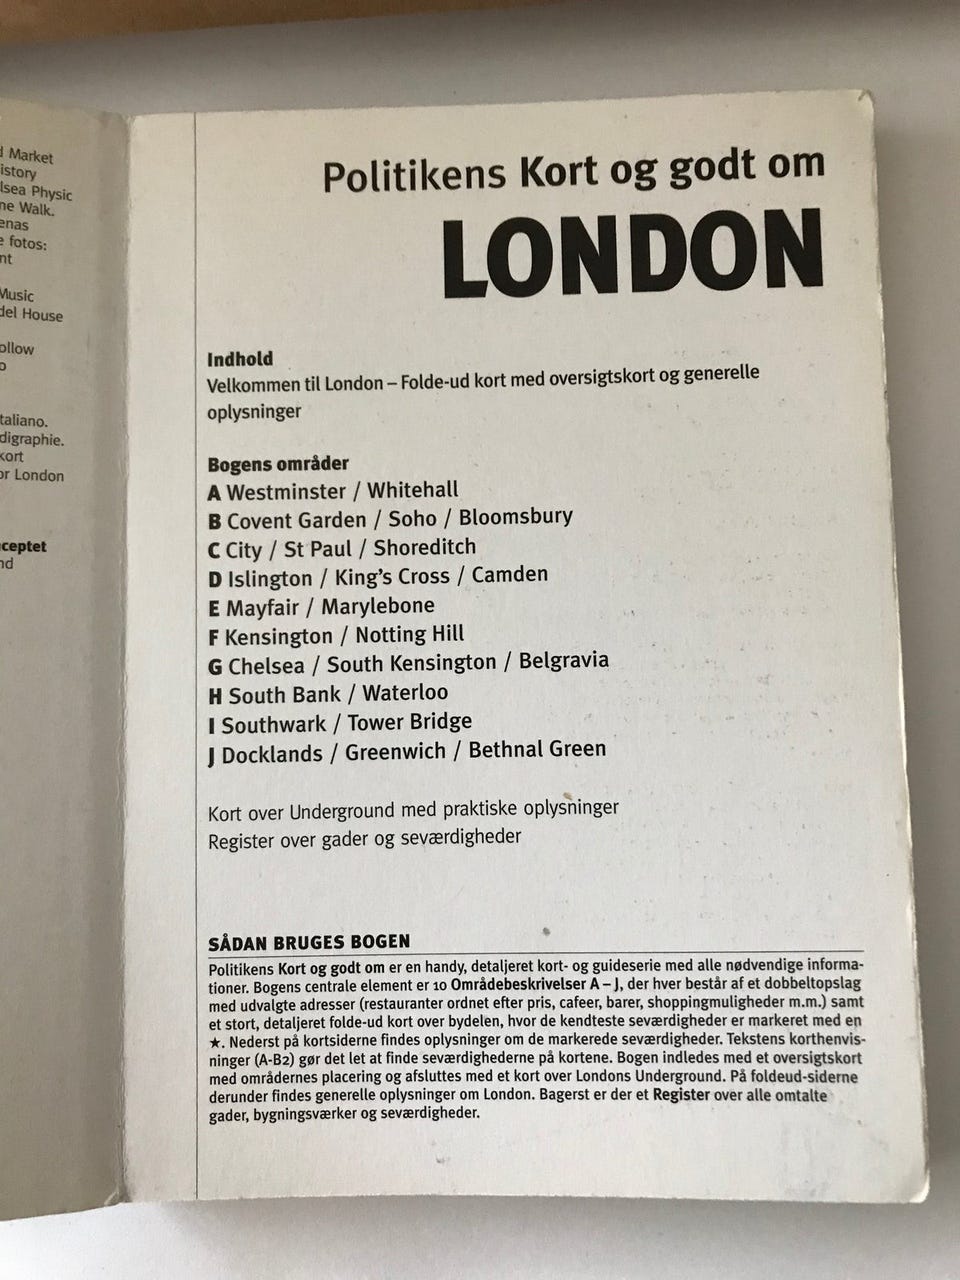 Market
istory
lsea Physic
ne Walk.
enas
e fotos:
nt
Music
del House
ollow
o
taliano.
digraphie.
kort
or London
ceptet
nd
Politikens Kort og godt om
LONDON
Indhold
Velkommen til London – Folde-ud kort med oversigtskort og generelle
oplysninger
Bogens områder
A Westminster / Whitehall
B Covent Garden / Soho / Bloomsbury
C City / St Paul / Shoreditch
D Islington / King's Cross / Camden
E Mayfair / Marylebone
F Kensington / Notting Hill
G Chelsea / South Kensington / Belgravia
H South Bank / Waterloo
I Southwark / Tower Bridge
J Docklands / Greenwich / Bethnal Green
Kort over Underground med praktiske oplysninger
Register over gader og seværdigheder
SÅDAN BRUGES BOGEN
Politikens Kort og godt om er en handy, detaljeret kort- og guideserie med alle nødvendige informa-
tioner. Bogens centrale element er 10 Områdebeskrivelser A – J, der hver består af et dobbeltopslag
med udvalgte adresser (restauranter ordnet efter pris, cafeer, barer, shoppingmuligheder m.m.) samt
et stort, detaljeret folde-ud kort over bydelen, hvor de kendteste seværdigheder er markeret med en
★. Nederst på kortsiderne findes oplysninger om de markerede seværdigheder. Tekstens korthenvis-
ninger (A-B2) gør det let at finde seværdighederne på kortene. Bogen indledes med et oversigtskort
med områdernes placering og afsluttes med et kort over Londons Underground. På foldeud-siderne
derunder findes generelle oplysninger om London. Bagerst er der et Register over alle omtalte
gader, bygningsværker og seværdigheder.